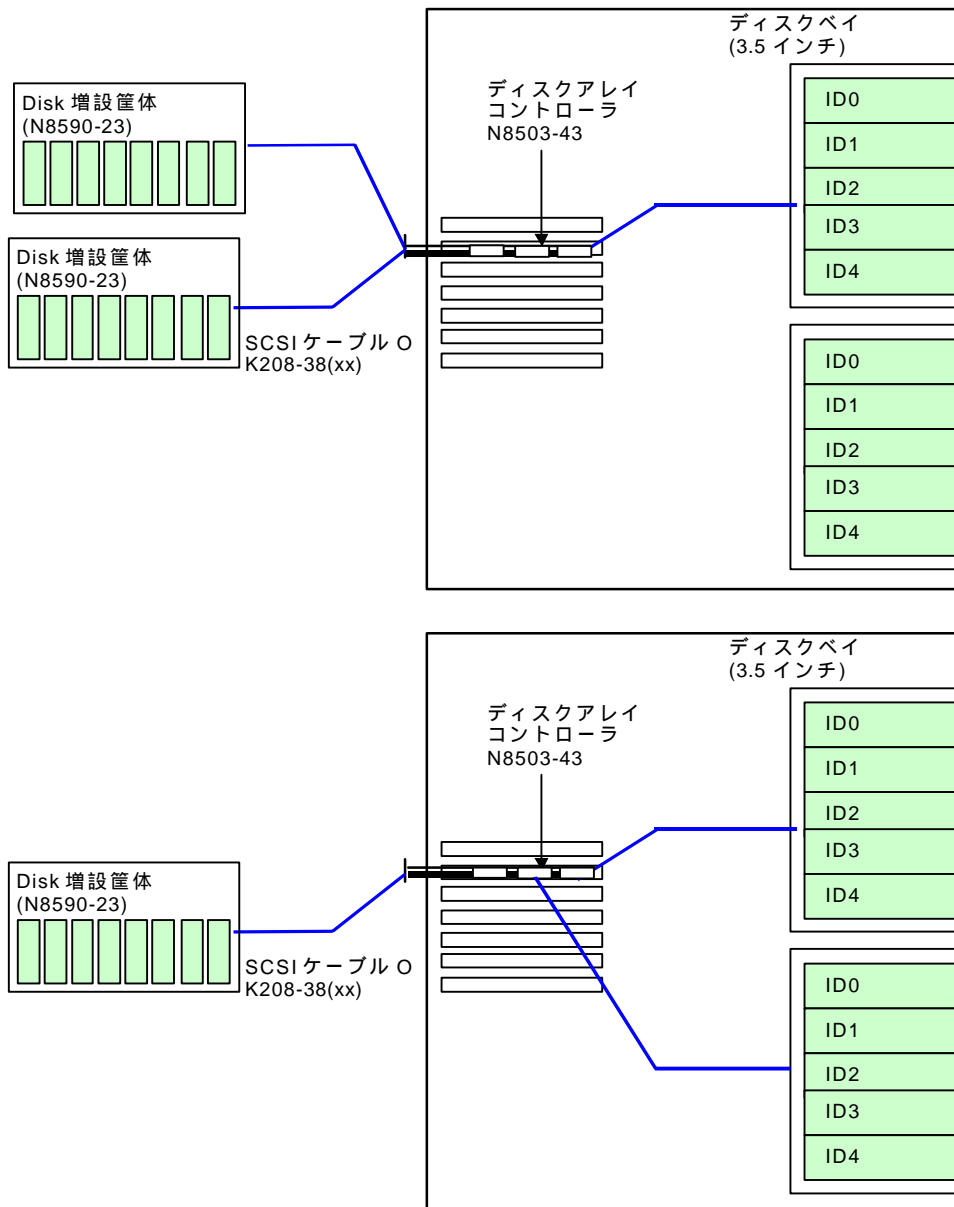 ディスクベイ
(3.5 インチ)
Disk 増設筐体
(N8590-23)
ディスクアレイ
コントローラ
N8503-43
ID0
ID1
ID2
ID3
ID4
Disk 増設筐体
(N8590-23)
SCSI ケーブル O
K208-38(xx)
ID0
ID1
ID2
ID3
ID4
ディスクベイ
(3.5 インチ)
ディスクアレイ
コントローラ
N8503-43
ID0
ID1
ID2
ID3
ID4
Disk 増設筐体
(N8590-23)
SCSI ケーブル O
K208-38(xx)
ID0
ID1
ID2
ID3
ID4